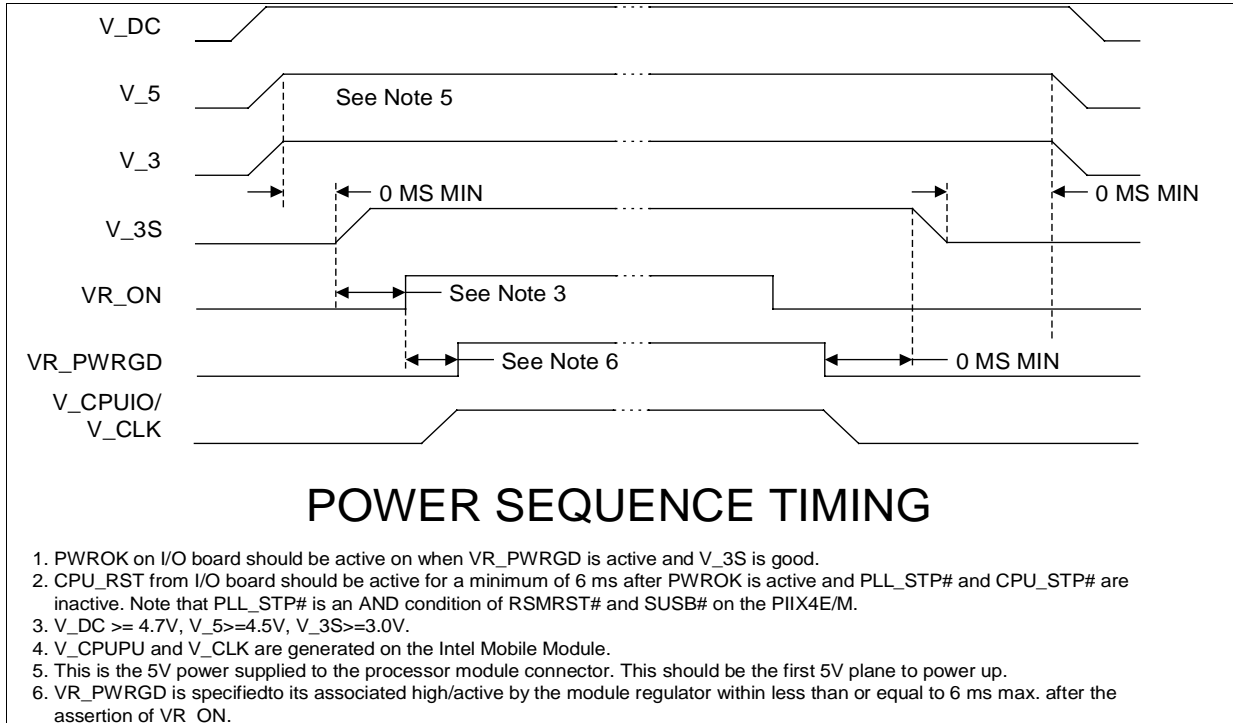 V_DC
V_5
See Note 5
V_3
0 MS MIN
0 MS MIN
V_3S
VR_ON
See Note 3
VR_PWRGD
See Note 6
0 MS MIN
V_CPUIO/
V_CLK
POWER SEQUENCE TIMING
1. PWROK on I/O board should be active on when VR_PWRGD is active and V_3S is good.
2. CPU_RST from I/O board should be active for a minimum of 6 ms after PWROK is active and PLL_STP# and CPU_STP# are
inactive. Note that PLL_STP# is an AND condition of RSMRST# and SUSB# on the PIIX4E/M.
3. V_DC >= 4.7V, V_5>=4.5V, V_3S>=3.0V.
4. V_CPUPU and V_CLK are generated on the Intel Mobile Module.
5. This is the 5V power supplied to the processor module connector. This should be the first 5V plane to power up.
6. VR_PWRGD is specifiedto its associated high/active by the module regulator within less than or equal to 6 ms max. after the
assertion of VR_ON.